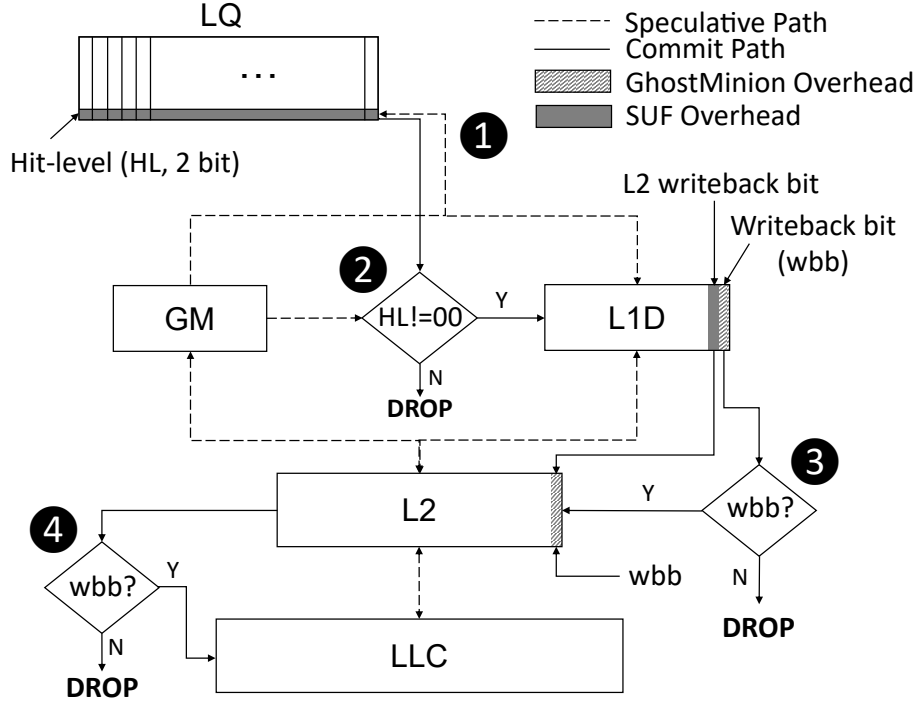 LQ
...
Speculative Path
Commit Path
GhostMinion Overhead
SUF Overhead
1
Hit-level (HL, 2 bit)
L2 writeback bit
Writeback bit
(wbb)
2
GM
HL!=00
Y
L1D
N
DROP
3
L2
Y
wbb?
4
wbb?
Y
wbb
N
DROP
N
DROP
LLC